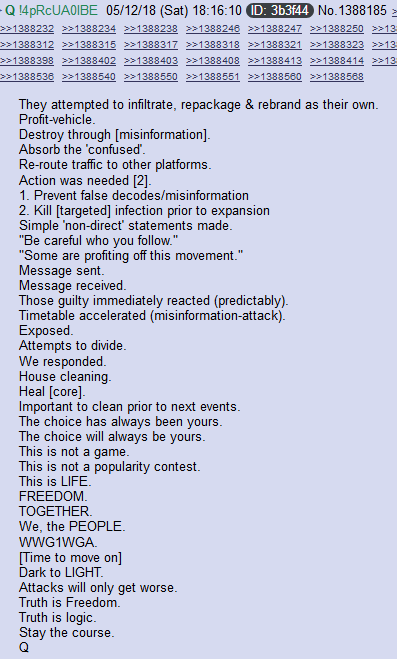 Q !4pRcUA0lBE 05/12/18 (Sat) 18:16:10 ID: 3b3f44 No.1388185
>>1388232 >>1388234 >>1388238 >>1388246 >>1388247 >>1388250 >>13
>>1388312 >>1388315 >>1388317 >>1388318 >>1388321 >>1388323 >>13
>>1388398 >>1388402 >>1388403 >>1388408 >>1388413 >>1388414 >>13
>>1388536 >>1388540 >>1388550 >>1388551 >>1388560 >>1388568
They attempted to infiltrate, repackage & rebrand as their own.
Profit-vehicle.
Destroy through [misinformation].
Absorb the 'confused'.
Re-route traffic to other platforms.
Action was needed [2].
1. Prevent false decodes/misinformation
2. Kill [targeted] infection prior to expansion
Simple 'non-direct' statements made.
"Be careful who you follow."
"Some are profiting off this movement."
Message sent.
Message received.
Those guilty immediately reacted (predictably).
Timetable accelerated (misinformation-attack).
Exposed.
Attempts to divide.
We responded.
House cleaning.
Heal [core].
Important to clean prior to next events.
The choice has always been yours.
The choice will always be yours.
This is not a game.
This is not a popularity contest.
This is LIFE.
FREEDOM.
TOGETHER.
We, the PEOPLE.
WWG1WGA.
[Time to move on]
Dark to LIGHT.
Attacks will only get worse.
Truth is Freedom.
Truth is logic.
Stay the course.
Q